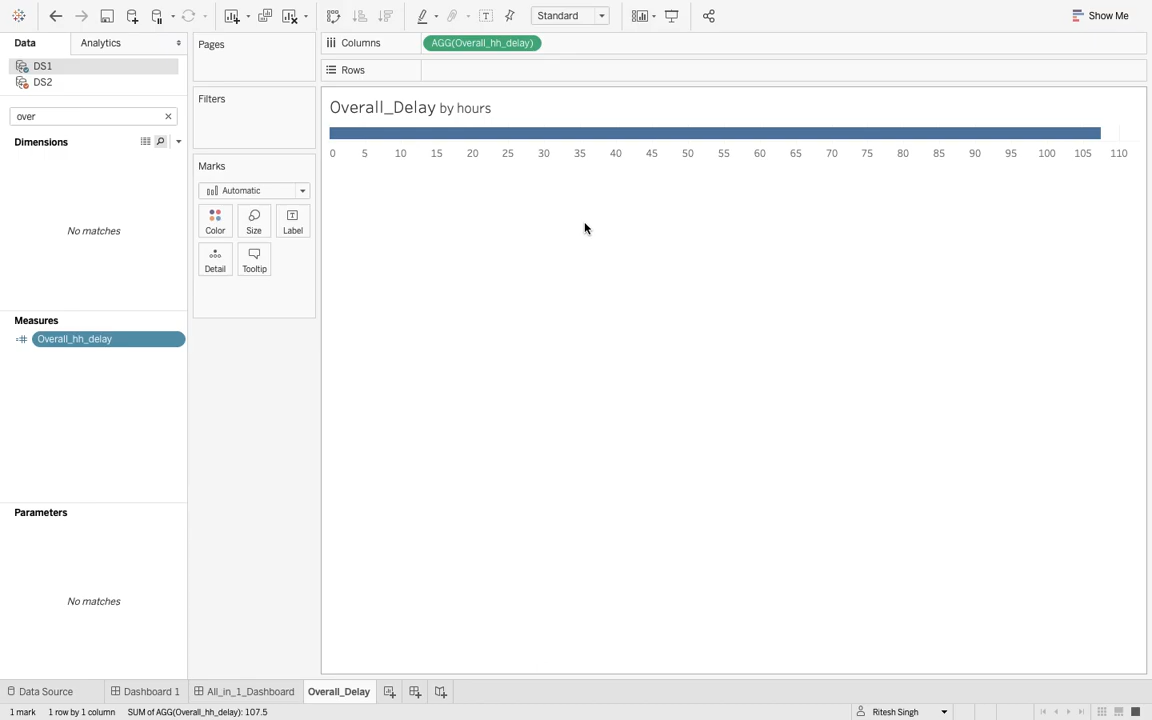 Standard
Show Me
Data
Analytics
DS1
DS2
over
Dimensions
No matches
Measures
Overall_hh_delay
Parameters
No matches
Pages
Filters
Marks
Automatic
Color
Size
Label
Detail
Tooltip
Columns
AGG(Overall_hh_delay)
Rows
Overall_Delay by hours
0 5 10 15 20 25 30 35 40 45 50 55 60 65 70 75 80 85 90 95 100 105 110
Data Source
Dashboard 1
All_in_1_Dashboard
Overall_Delay
1 mark 1 row by 1 column SUM of AGG(Overall_hh_delay): 107.5
Ritesh Singh